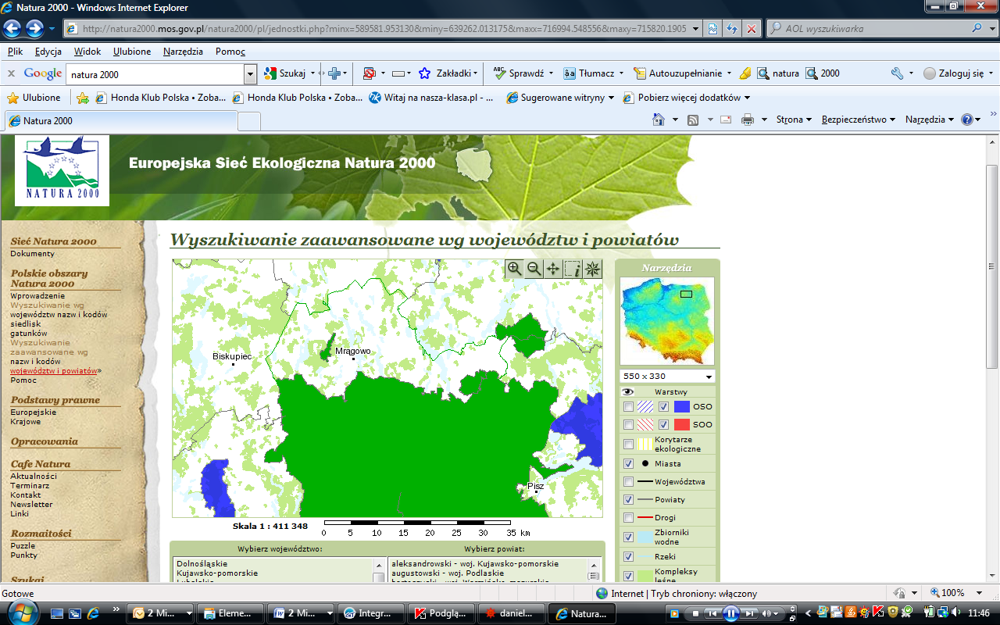 Natura 2000 - Windows Internet Explorer
http://natura2000.mos.gov.pl/natura2000/pl/jednostki.php?minx=589581.953130&miny=639262.013175&maxx=716994.548556&maxy=715820.1905
AOL wyszukiwarka
Plik Edycja Widok Ulubione Narzędzia Pomoc
Google natura 2000 Szukaj Zakładki Sprawdź Tłumacz Autouzupełnianie natura 2000 Zaloguj się
Ulubione Honda Klub Polska • Zoba... Honda Klub Polska • Zoba... Witaj na nasza-klasa.pl - ... Sugerowane witryny Pobierz więcej dodatków
Natura 2000 Strona Bezpieczeństwo Narzędzia
NATURA 2000
Europejska Sieć Ekologiczna Natura 2000
Sieć Natura 2000
Dokumenty
Polskie obszary
Natura 2000
Wprowadzenie
Wyszukiwanie wg
województw nazw i kodów
siedlisk
gatunków
Wyszukiwanie
zaawansowane wg
nazw i kodów
województw i powiatów»
Pomoc
Podstawy prawne
Europejskie
Krajowe
Opracowania
Cafe Natura
Aktualności
Terminarz
Kontakt
Newsletter
Linki
Rozmaitości
Puzzle
Punkty
Szukaj
Wyszukiwanie zaawansowane wg województw i powiatów
Biskupiec
Mrągowo
Pisz
Skala 1 : 411 348
0 5 10 15 20 25 30 35 km
Wybierz województwo:
Dolnośląskie
Kujawsko-pomorskie
Lubelskie
Wybierz powiat:
aleksandrowski - woj. Kujawsko-pomorskie
augustowski - woj. Podlaskie
bartoszycki - woj. Warmińsko-mazurskie
Narzędzia
550 x 330
Warstwy
OSO
SOO
Korytarze
ekologiczne
Miasta
Województwa
Powiaty
Drogi
Zbiorniki
wodne
Rzeki
Kompleksy
leśne
Gotowe
Internet | Tryb chroniony: włączony
100%
2 Mi... Eleme... 2 Mi... Integr... Podglą... daniel... Natura...
11:46